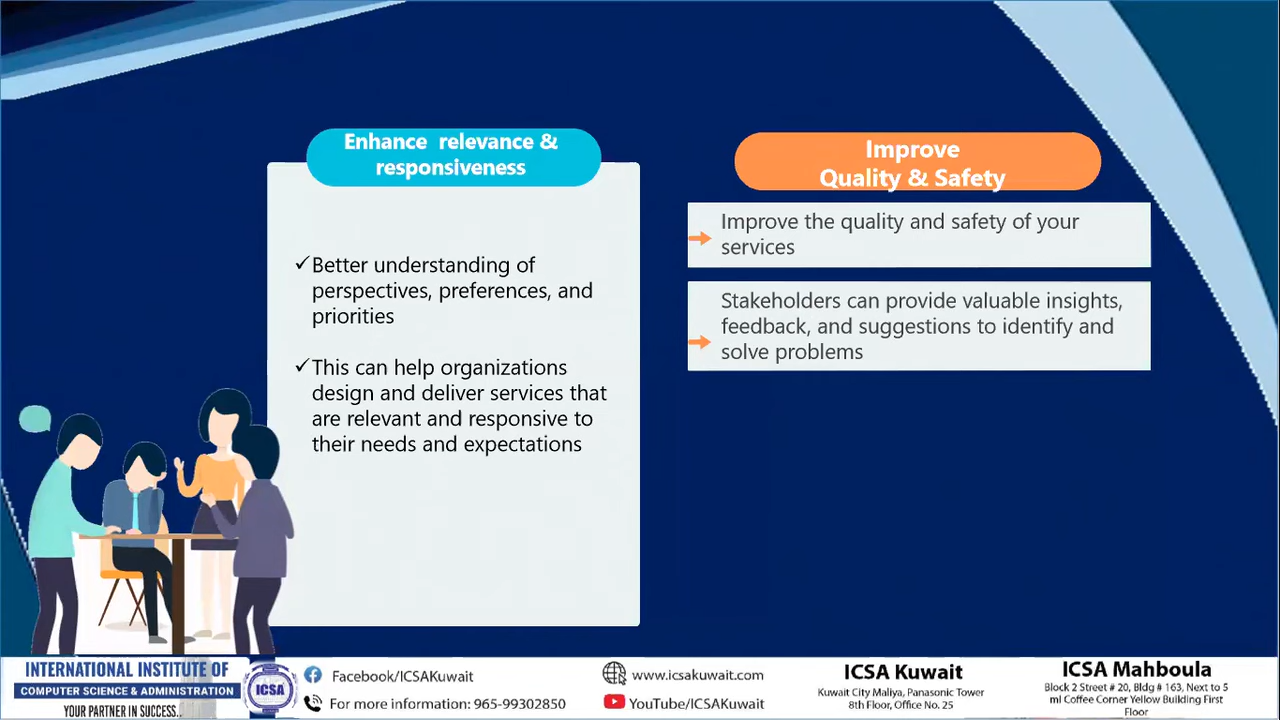 Enhance relevance &
responsiveness
✓Better understanding of
perspectives, preferences, and
priorities
✓This can help organizations
design and deliver services that
are relevant and responsive to
their needs and expectations
Improve
Quality & Safety
Improve the quality and safety of your
services
Stakeholders can provide valuable insights,
feedback, and suggestions to identify and
solve problems
INTERNATIONAL INSTITUTE OF
COMPUTER SCIENCE & ADMINISTRATION
YOUR PARTNER IN SUCCESS..
ICSA
Facebook/ICSAKuwait
For more information: 965-99302850
www.icsakuwait.com
YouTube/ICSAKuwait
ICSA Kuwait
Kuwait City Maliya, Panasonic Tower
8th Floor, Office No. 25
ICSA Mahboula
Block 2 Street # 20, Bldg # 163, Next to 5
ml Coffee Corner Yellow Building First
Floor